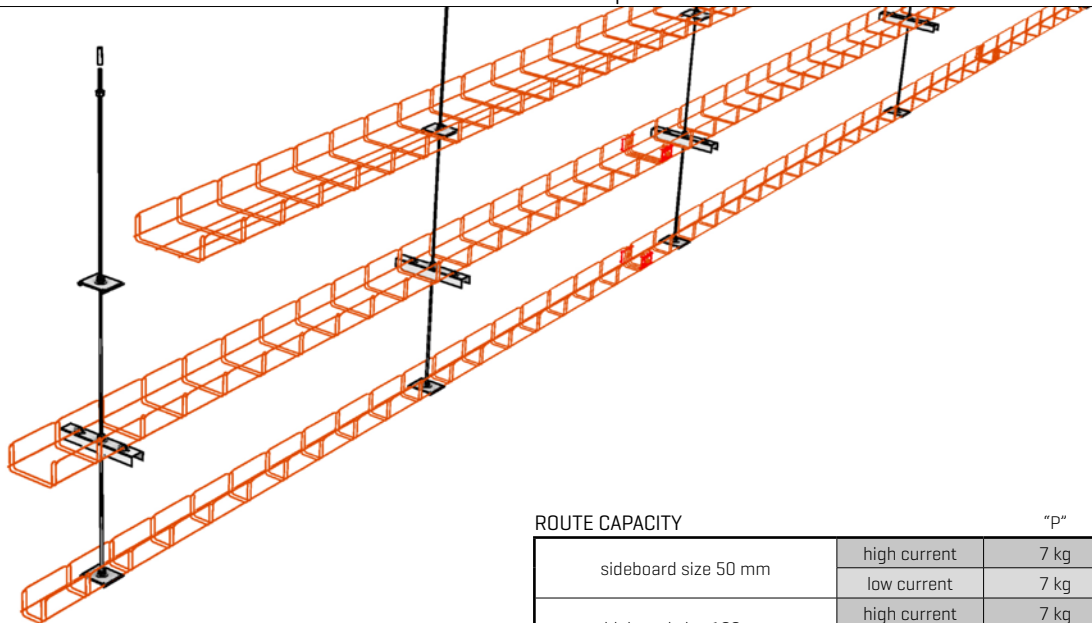 ROUTE CAPACITY "P"
sideboard size 50 mm
high current 7 kg
low current 7 kg
high current 7 kg